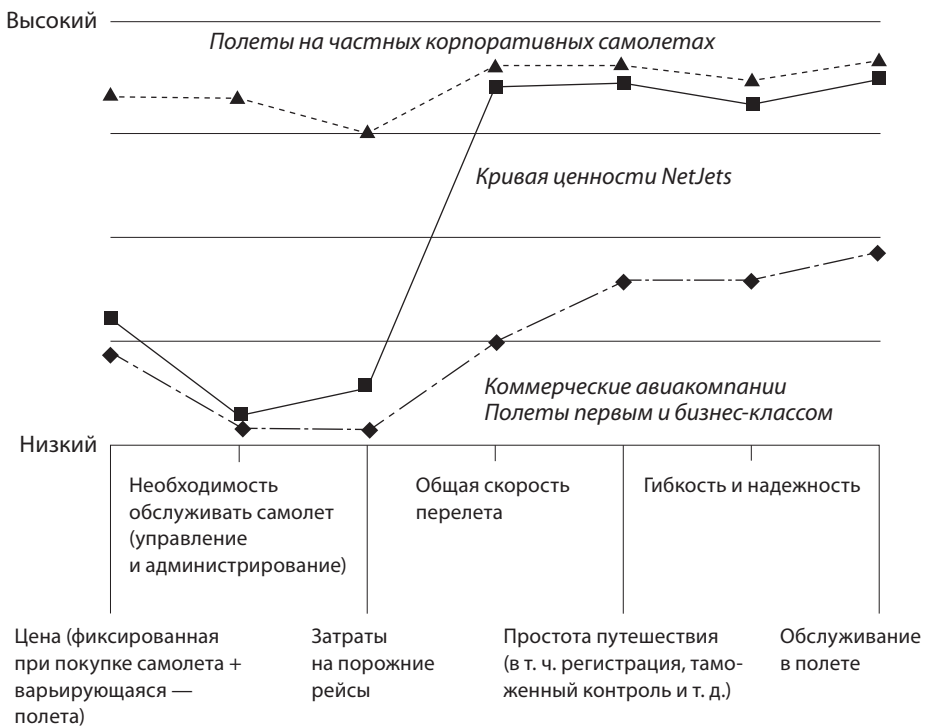 Высокий
Полеты на частных корпоративных самолетах
Кривая ценности NetJets
Коммерческие авиакомпании
Полеты первым и бизнес-классом
Низкий
Необходимость
обслуживать самолет
(управление
и администрирование)
Общая скорость
перелета
Гибкость и надежность
Цена (фиксированная
при покупке самолета +
варьирующаяся —
полета)
Затраты
на порожние
рейсы
Простота путешествия
(в т. ч. регистрация, тамо-
женный контроль и т. д.)
Обслуживание
в полете